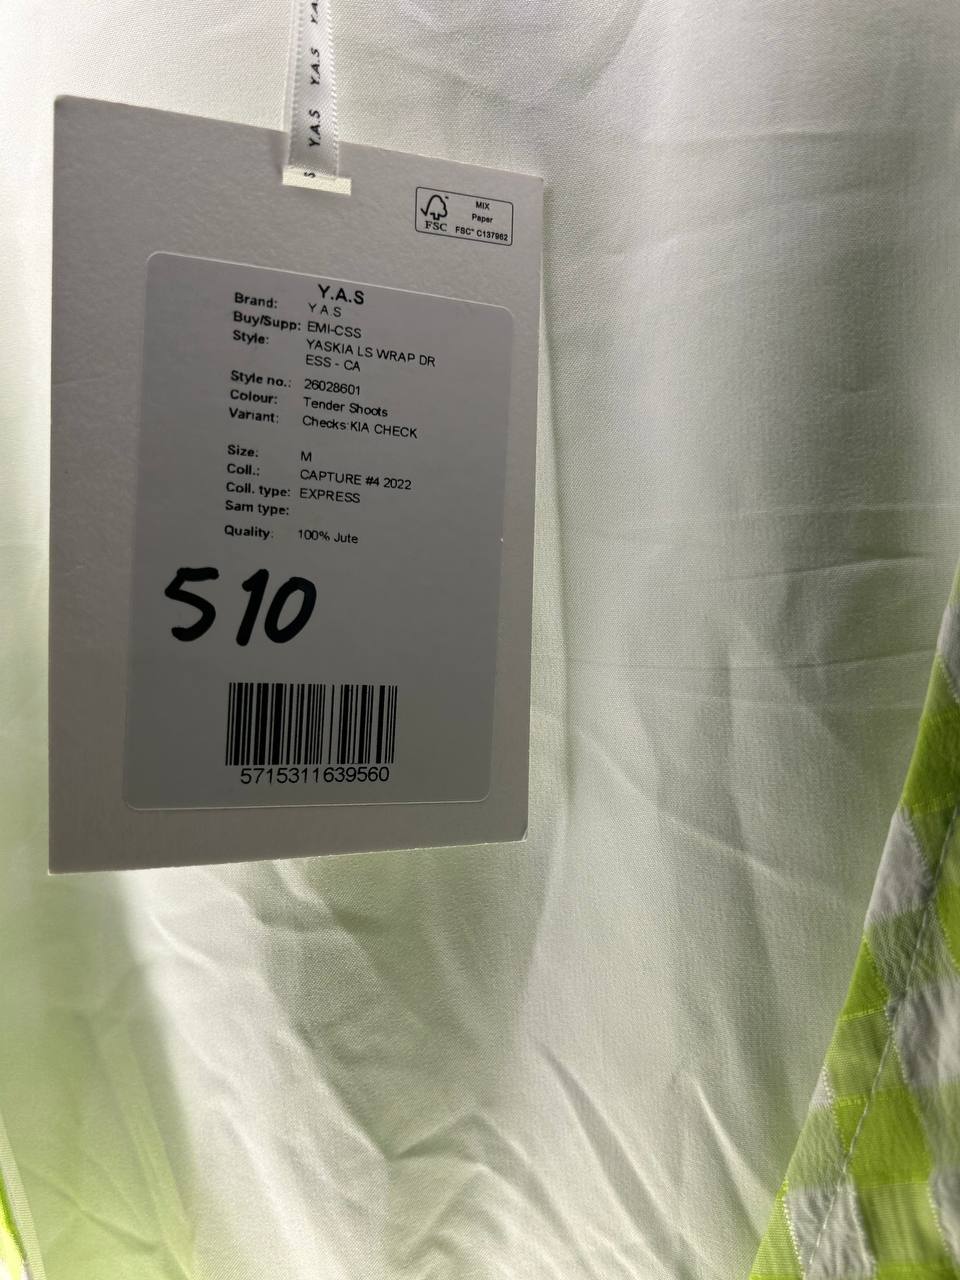 Y.A.S Y.A.S Y.A.
S
FSC
MIX
Paper
FSC® C137982
Y.A.S
Brand: Y A S
Buy/Supp: EMI-CSS
Style: YASKIA LS WRAP DR
ESS - CA
Style no.: 26028601
Colour: Tender Shoots
Variant: Checks:KIA CHECK
Size: M
Coll.: CAPTURE #4 2022
Coll. type: EXPRESS
Sam type:
Quality: 100% Jute
510
5715311639560